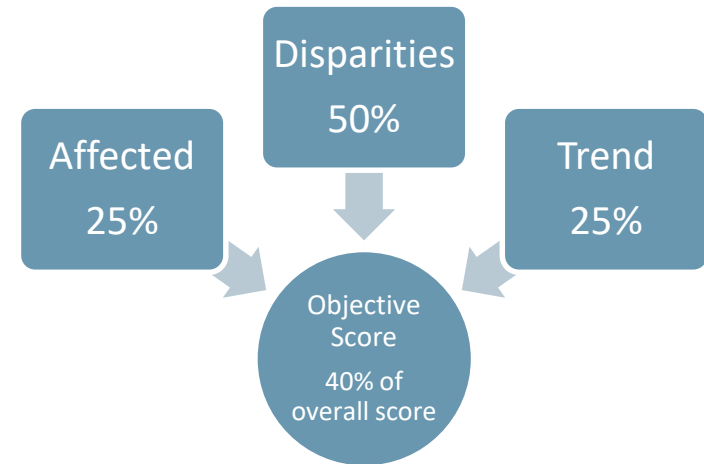 Disparities
50%
Affected
25%
Trend
25%
Objective
Score
40% of
overall score